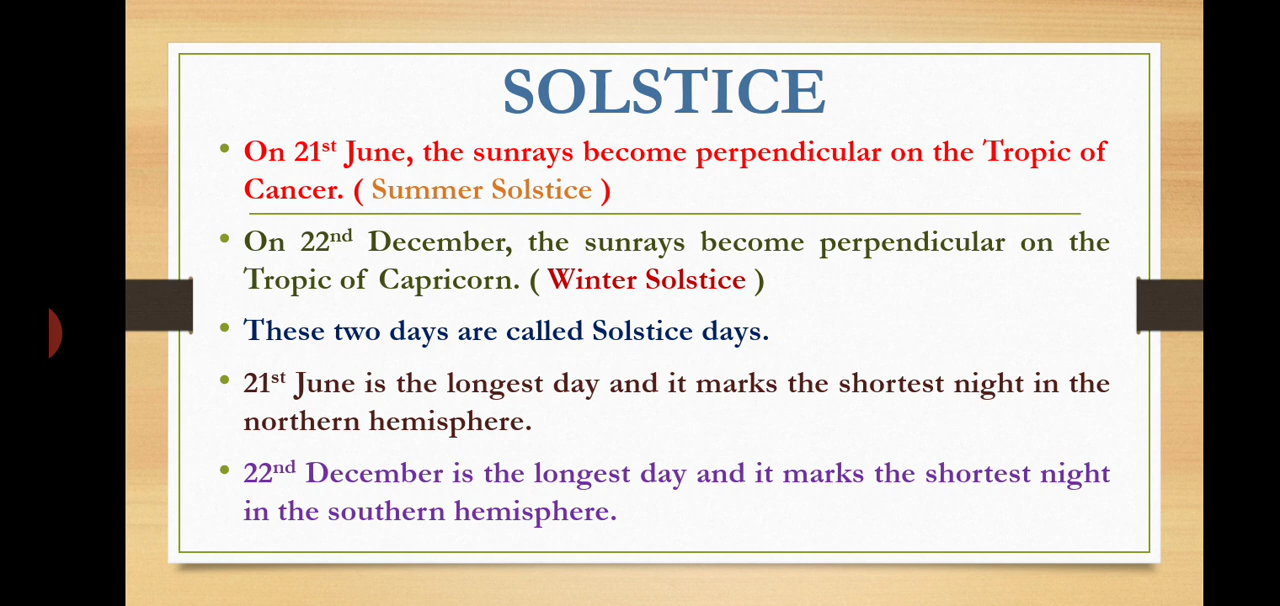 SOLSTICE
• On 21st June, the sunrays become perpendicular on the Tropic of
Cancer. ( Summer Solstice )
• On 22nd December, the sunrays become perpendicular on the
Tropic of Capricorn. ( Winter Solstice )
• These two days are called Solstice days.
• 21st June is the longest day and it marks the shortest night in the
northern hemisphere.
• 22nd December is the longest day and it marks the shortest night
in the southern hemisphere.